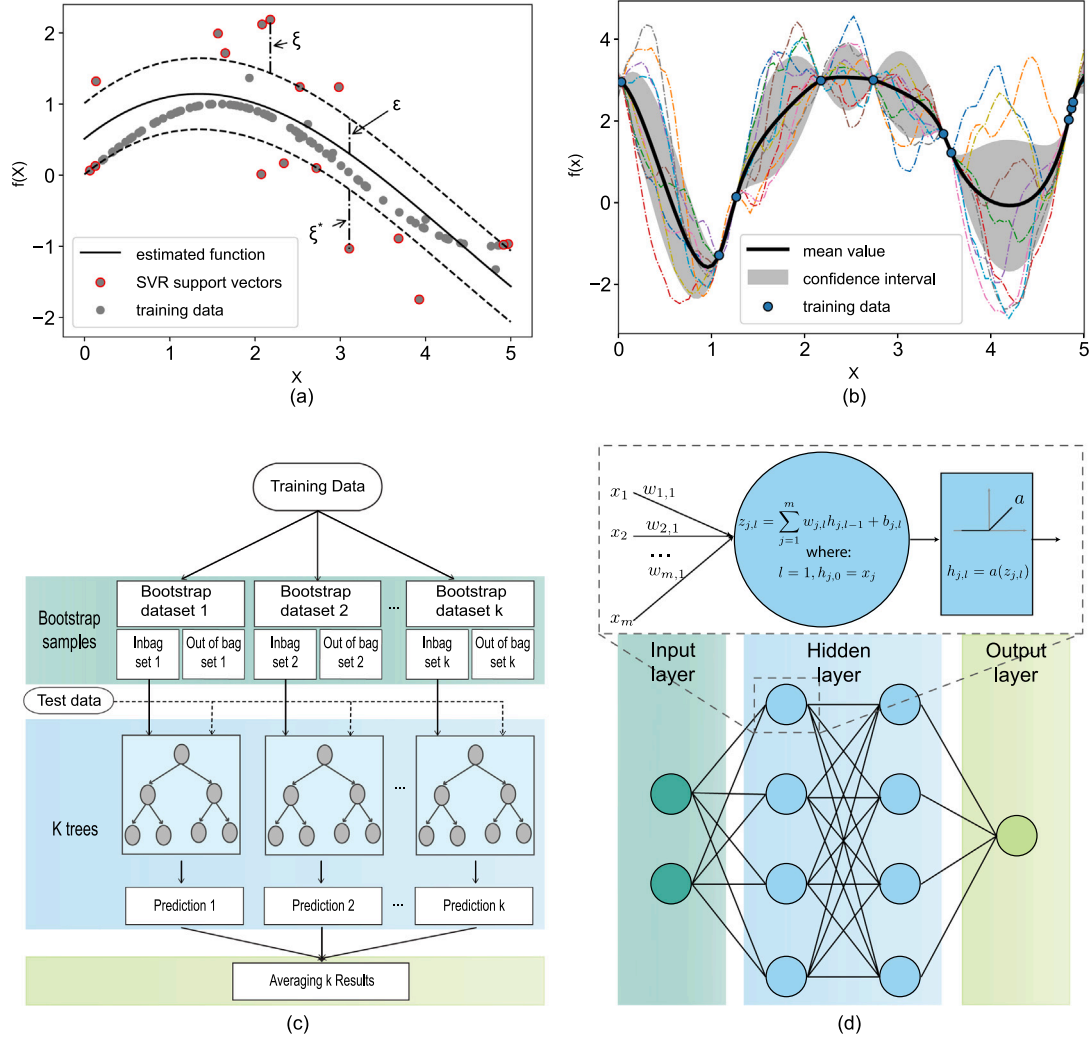 2
1
0
−1
−2
f(X)
ξ
ε
ξ*
estimated function
SVR support vectors
training data
0 1 2 3 4 5
X
(a)
4
2
0
−2
f(x)
mean value
confidence interval
training data
0 1 2 3 4 5
X
(b)
Training Data
Bootstrap samples
Bootstrap dataset 1
Bootstrap dataset 2
...
Bootstrap dataset k
Inbag set 1
Out of bag set 1
Inbag set 2
Out of bag set 2
Inbag set k
Out of bag set k
Test data
K trees
...
Prediction 1
Prediction 2
...
Prediction k
Averaging k Results
(c)
x₁ w₁,₁
x₂ w₂,₁
...
wₘ,₁
xₘ
z_{j,l} = ∑_{j=1}^{m} w_{j,l}h_{j,l−1} + b_{j,l}
where:
l = 1, h_{j,0} = x_j
a
h_{j,l} = a(z_{j,l})
Input layer
Hidden layer
Output layer
(d)